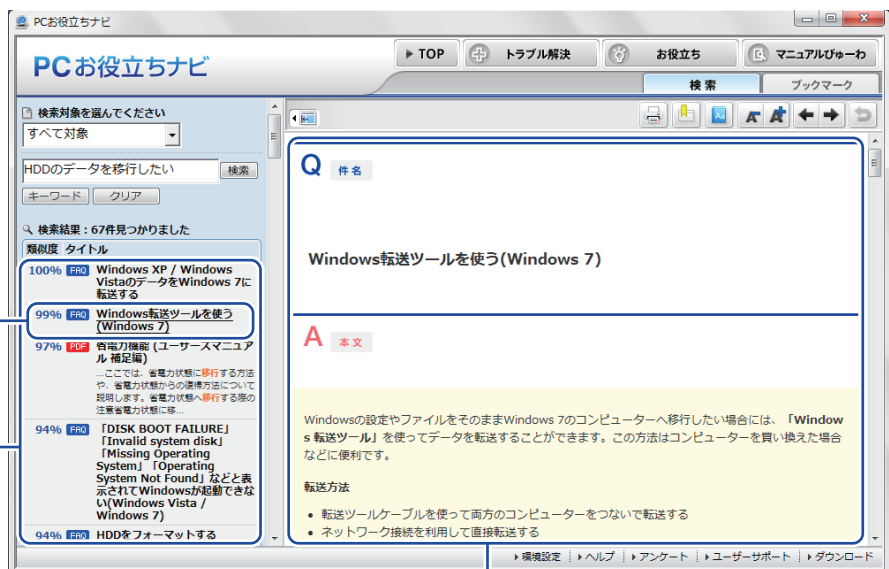 PCお役立ちナビ
PCお役立ちナビ
TOP
トラブル解決
お役立ち
マニュアルびゅーわ
検索
ブックマーク
検索対象を選んでください
すべて対象
HDDのデータを移行したい
検索
キーワード
クリア
検索結果：67件見つかりました
類似度 タイトル
100% FAQ Windows XP / Windows
VistaのデータをWindows 7に
転送する
99% FAQ Windows転送ツールを使う
(Windows 7)
97% PDF 省電力機能 (ユーザーズマニュア
ル 補足編)
...ここでは、省電力状態に移行する方法
や、省電力状態からの復帰方法について
説明します。省電力状態へ移行する際の
注意省電力状態に移...
94% FAQ 「DISK BOOT FAILURE」
「Invalid system disk」
「Missing Operating
System」「Operating
System Not Found」などと表
示されてWindowsが起動できな
い(Windows Vista /
Windows 7)
94% FAQ HDDをフォーマットする
Q 件名
Windows転送ツールを使う(Windows 7)
A 本文
Windowsの設定やファイルをそのままWindows 7のコンピューターへ移行したい場合には、「Window
s 転送ツール」を使ってデータを転送することができます。この方法はコンピューターを買い換えた場合
などに便利です。
転送方法
• 転送ツールケーブルを使って両方のコンピューターをつないで転送する
• ネットワーク接続を利用して直接転送する
環境設定
ヘルプ
アンケート
ユーザーサポート
ダウンロード